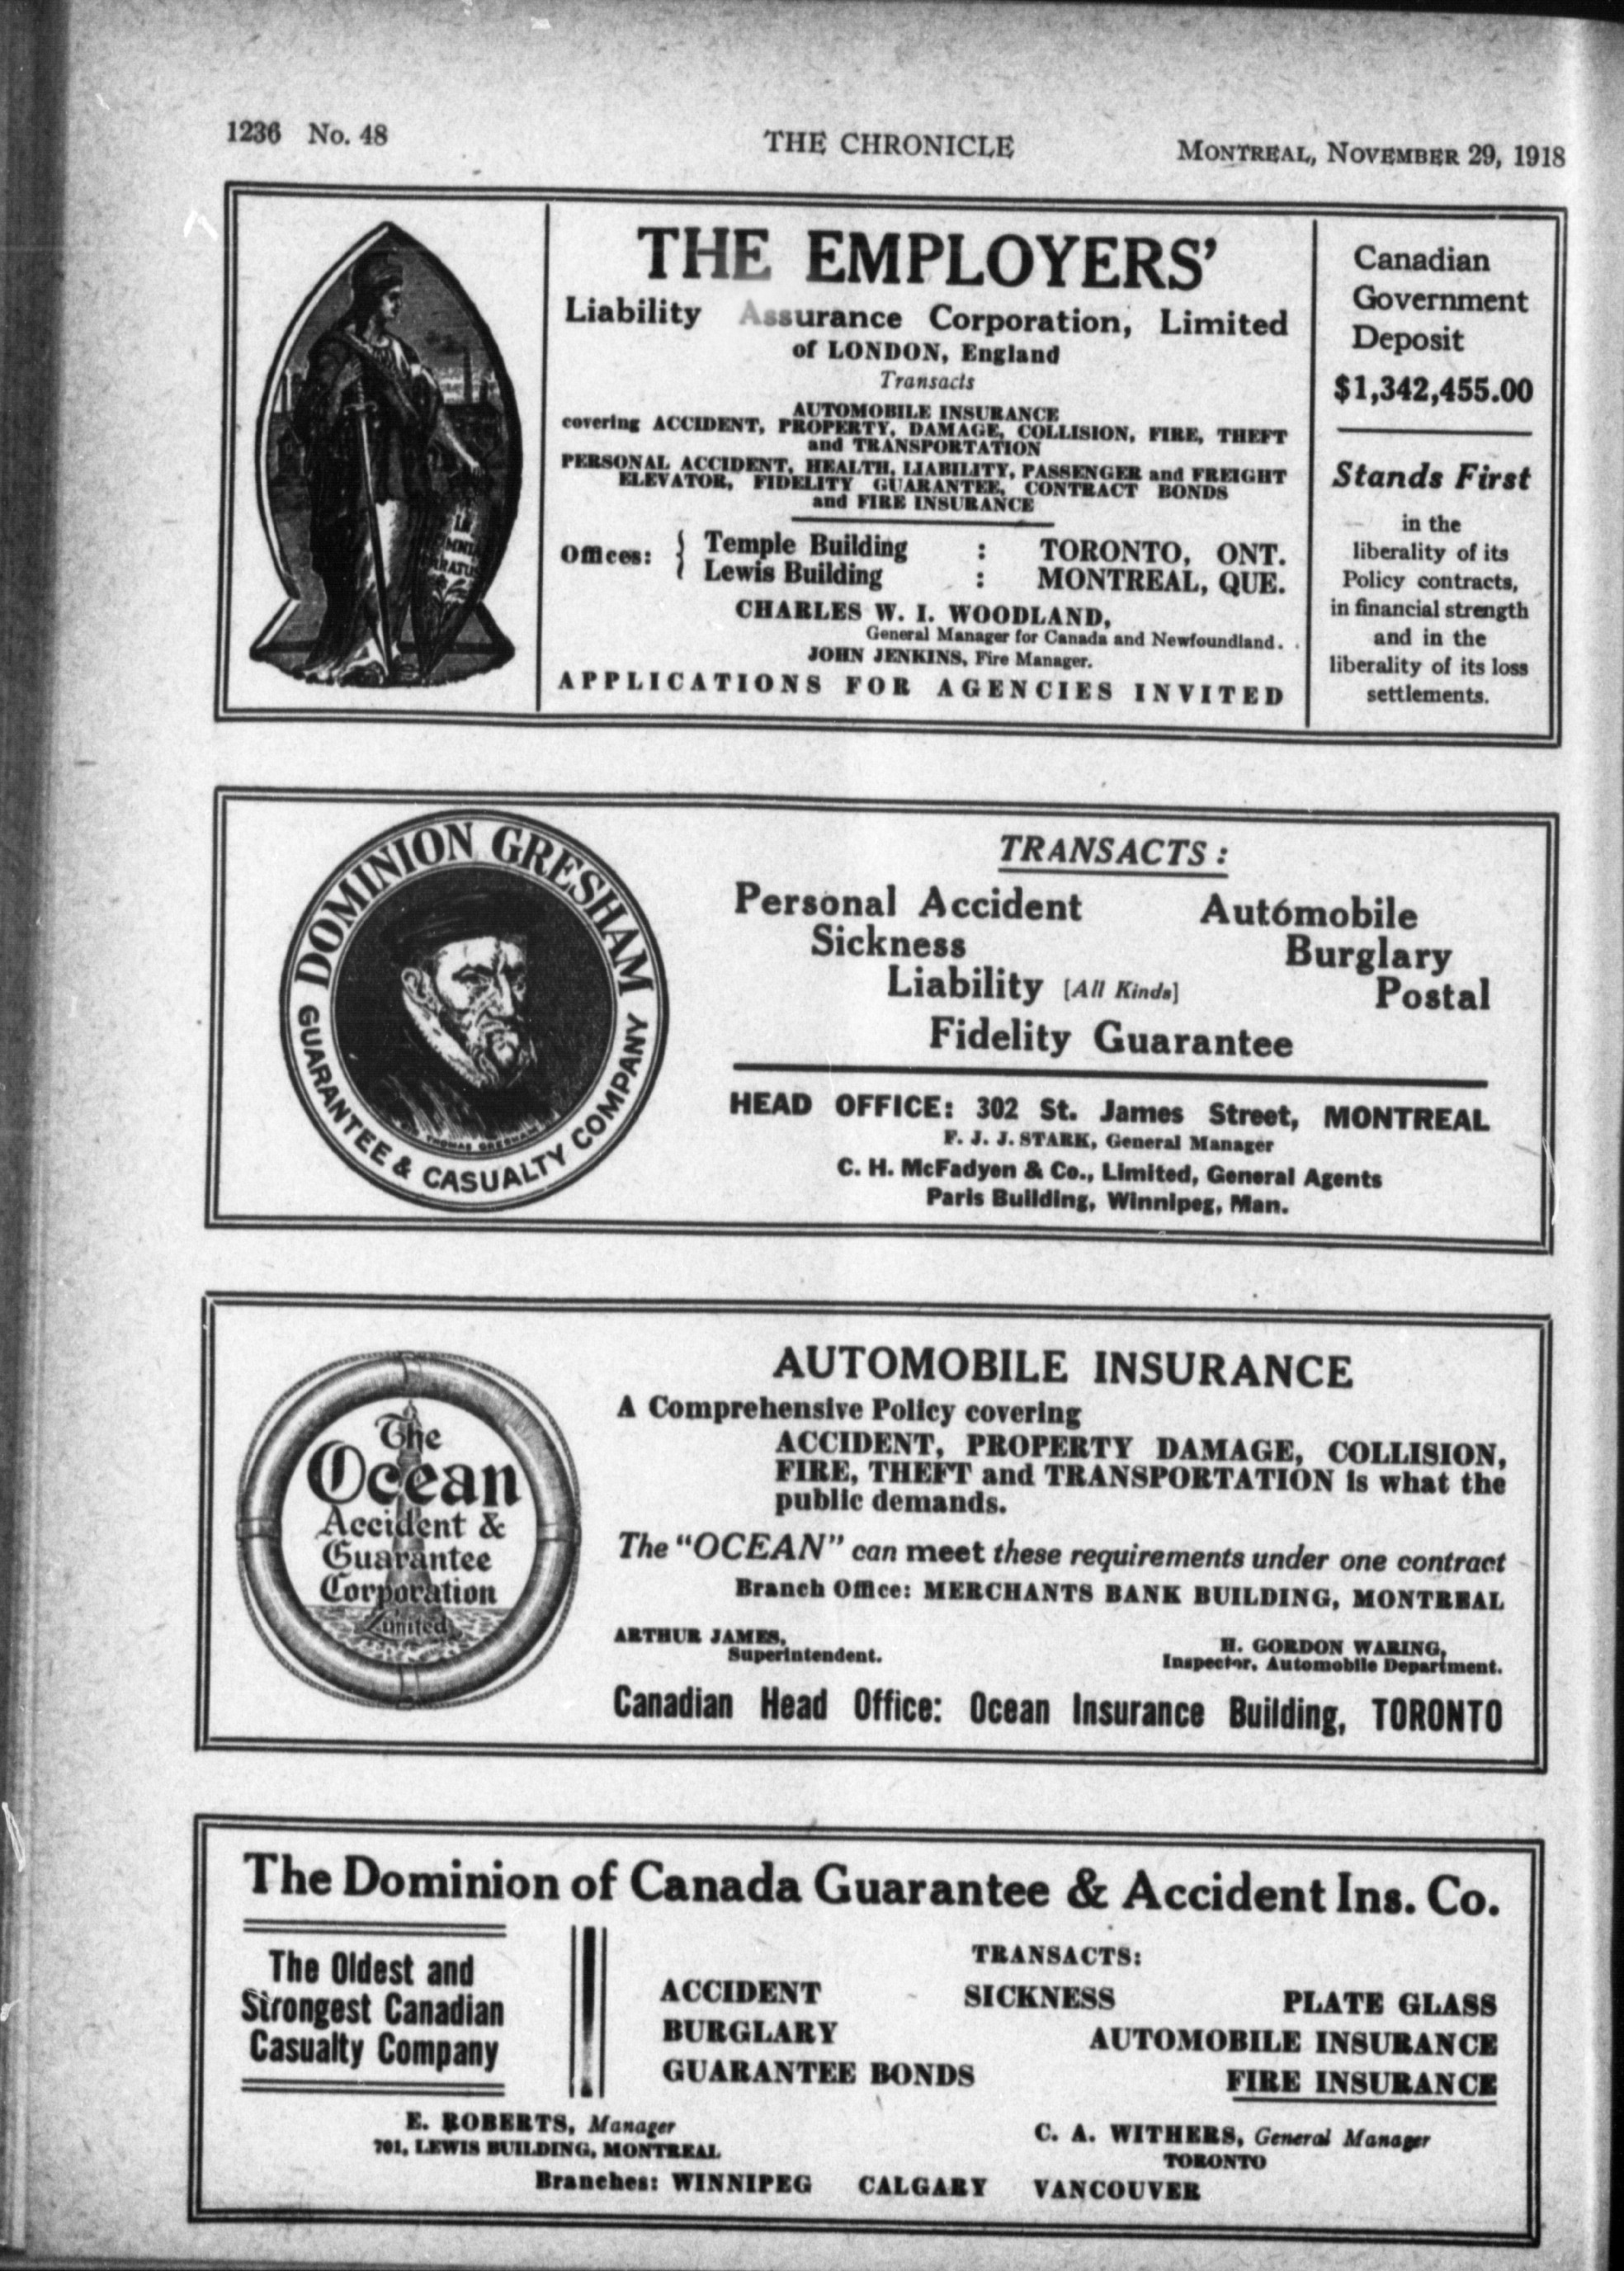 1236 No. 48
THE CHRONICLE
MONTREAL, NOVEMBER 29, 1918
THE EMPLOYERS'
Liability Assurance Corporation, Limited
of LONDON, England
Transacts
AUTOMOBILE INSURANCE
covering ACCIDENT, PROPERTY, DAMAGE, COLLISION, FIRE, THEFT
and TRANSPORTATION
PERSONAL ACCIDENT, HEALTH, LIABILITY, PASSENGER and FREIGHT
ELEVATOR, FIDELITY GUARANTEE, CONTRACT BONDS
and FIRE INSURANCE
Offices: { Temple Building : TORONTO, ONT.
Lewis Building : MONTREAL, QUE.
CHARLES W. I. WOODLAND,
General Manager for Canada and Newfoundland.
JOHN JENKINS, Fire Manager.
APPLICATIONS FOR AGENCIES INVITED
Canadian
Government
Deposit
$1,342,455.00
Stands First
in the
liberality of its
Policy contracts,
in financial strength
and in the
liberality of its loss
settlements.
DOMINION GRESHAM
GUARANTEE & CASUALTY COMPANY
THOMAS GRESHAM
TRANSACTS:
Personal Accident Automobile
Sickness Burglary
Liability [All Kinds] Postal
Fidelity Guarantee
HEAD OFFICE: 302 St. James Street, MONTREAL
F. J. J. STARK, General Manager
C. H. McFadyen & Co., Limited, General Agents
Paris Building, Winnipeg, Man.
The
Ocean
Accident &
Guarantee
Corporation
Limited
AUTOMOBILE INSURANCE
A Comprehensive Policy covering
ACCIDENT, PROPERTY DAMAGE, COLLISION,
FIRE, THEFT and TRANSPORTATION is what the
public demands.
The "OCEAN" can meet these requirements under one contract
Branch Office: MERCHANTS BANK BUILDING, MONTREAL
ARTHUR JAMES,
Superintendent.
H. GORDON WARING,
Inspector, Automobile Department.
Canadian Head Office: Ocean Insurance Building, TORONTO
The Dominion of Canada Guarantee & Accident Ins. Co.
The Oldest and
Strongest Canadian
Casualty Company
TRANSACTS:
ACCIDENT SICKNESS PLATE GLASS
BURGLARY AUTOMOBILE INSURANCE
GUARANTEE BONDS FIRE INSURANCE
E. ROBERTS, Manager
701, LEWIS BUILDING, MONTREAL
C. A. WITHERS, General Manager
TORONTO
Branches: WINNIPEG CALGARY VANCOUVER